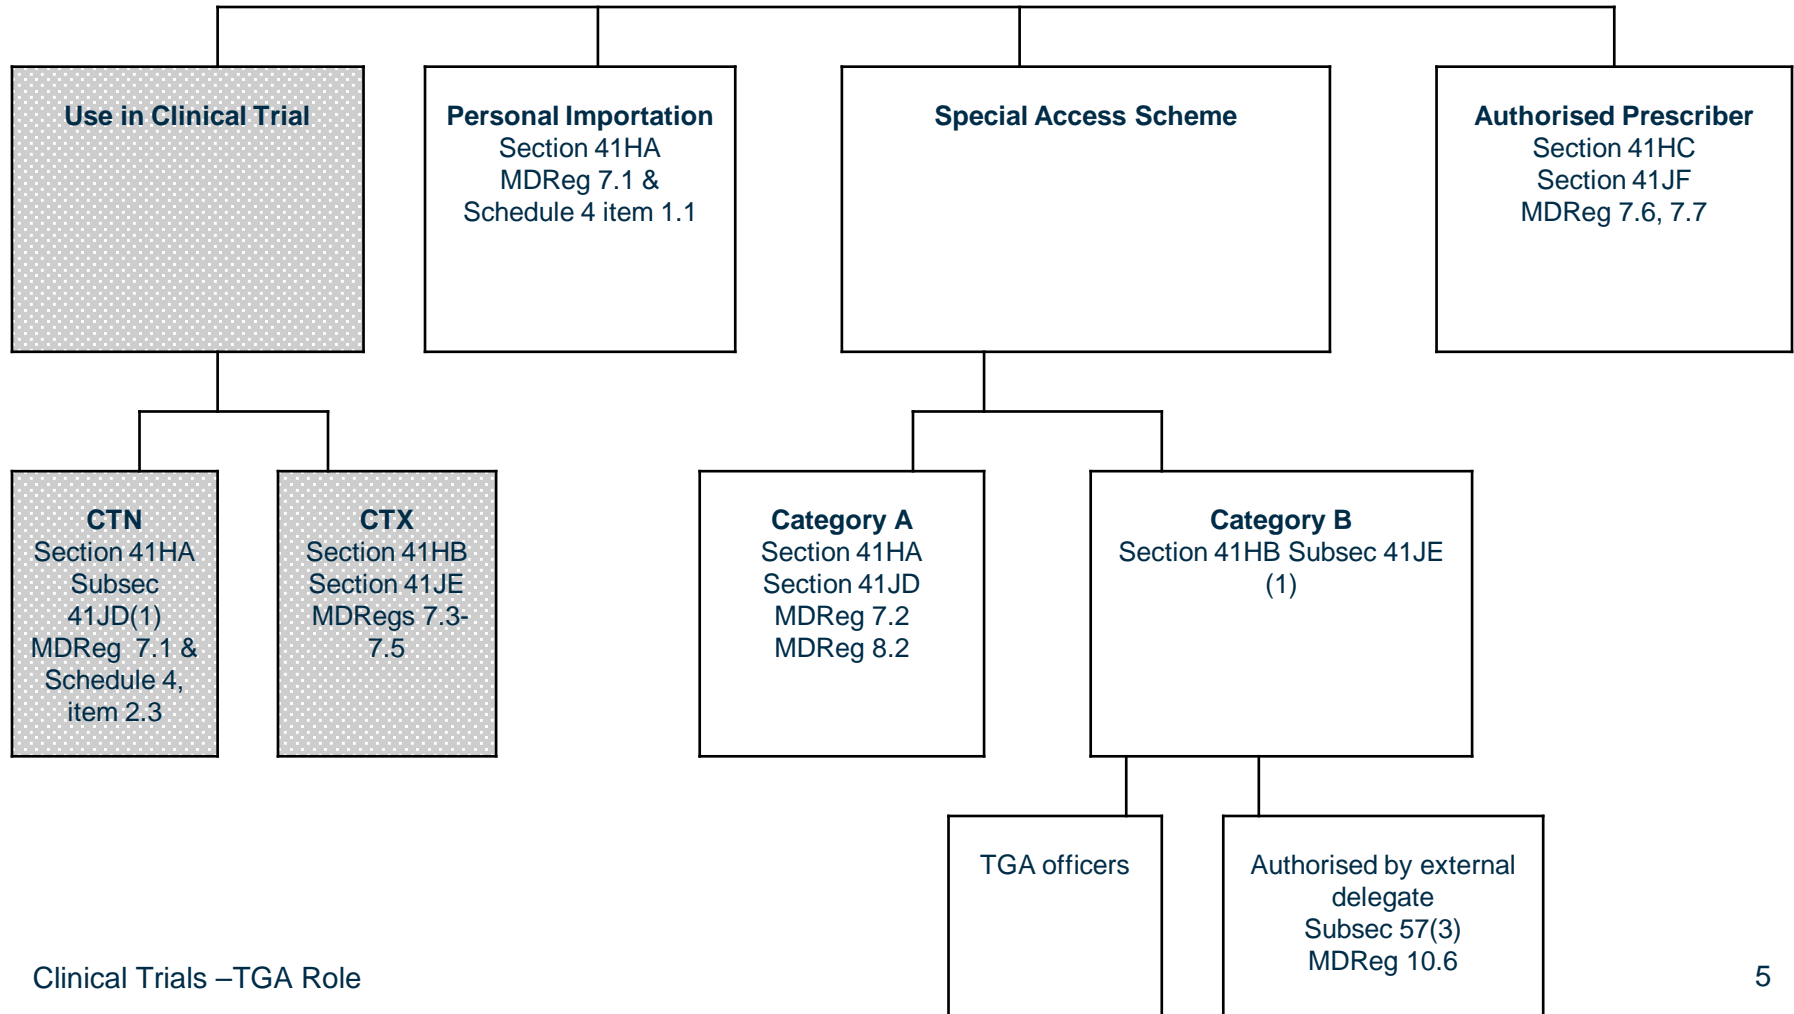 Use in Clinical Trial
Personal Importation
Section 41HA
MDReg 7.1 &
Schedule 4 item 1.1
Special Access Scheme
Authorised Prescriber
Section 41HC
Section 41JF
MDReg 7.6, 7.7
CTN
Section 41HA
Subsec
41JD(1)
MDReg 7.1 &
Schedule 4,
item 2.3
CTX
Section 41HB
Section 41JE
MDRegs 7.3-
7.5
Category A
Section 41HA
Section 41JD
MDReg 7.2
MDReg 8.2
Category B
Section 41HB Subsec 41JE
(1)
TGA officers
Authorised by external
delegate
Subsec 57(3)
MDReg 10.6
Clinical Trials –TGA Role
5